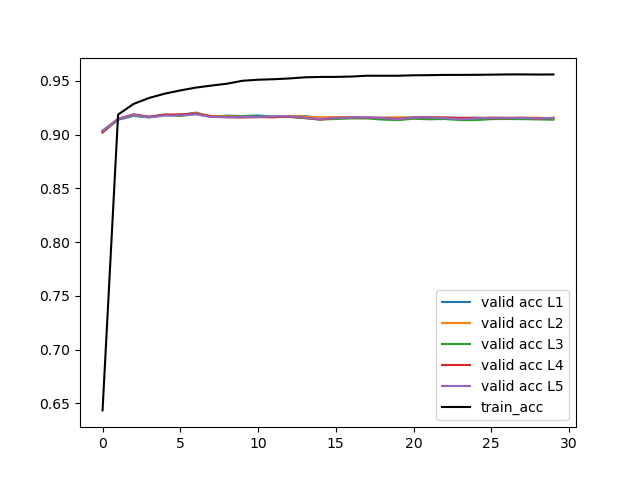 0.95
0.90
0.85
0.80
0.75
0.70
0.65
0 5 10 15 20 25 30
valid acc L1
valid acc L2
valid acc L3
valid acc L4
valid acc L5
train_acc